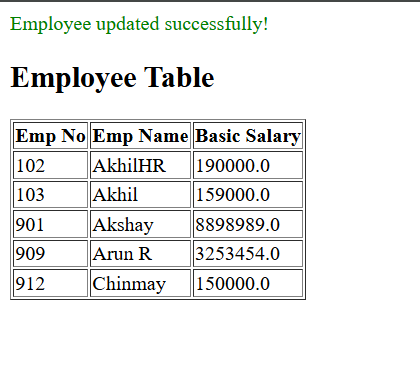 Employee updated successfully!
Employee Table
Emp No Emp Name Basic Salary
102 AkhilHR 190000.0
103 Akhil 159000.0
901 Akshay 8898989.0
909 Arun R 3253454.0
912 Chinmay 150000.0